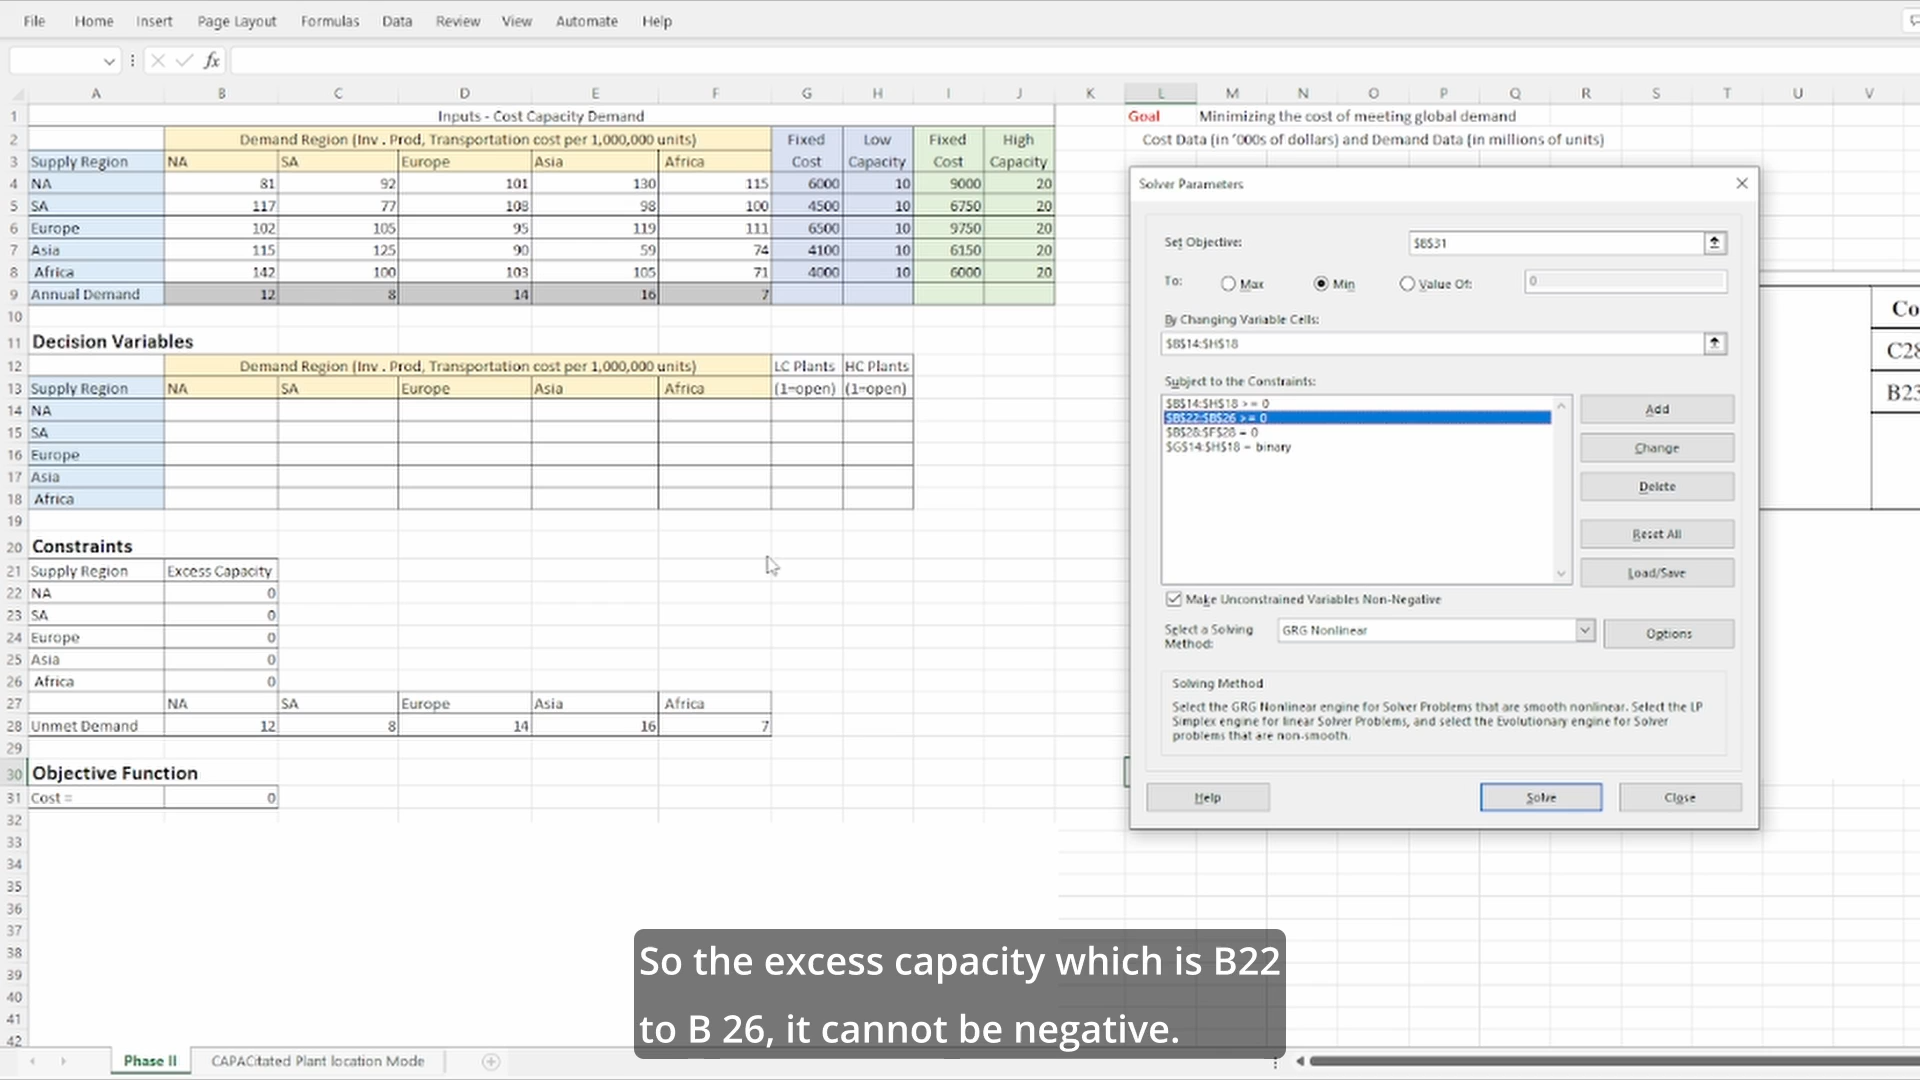 File Home Insert Page Layout Formulas Data Review View Automate Help
fx
A B C D E F G H I J K L M N O P Q R S T U V
1 Inputs - Cost Capacity Demand Goal Minimizing the cost of meeting global demand
2 Demand Region (Inv . Prod, Transportation cost per 1,000,000 units) Fixed Low Fixed High Cost Data (in '000s of dollars) and Demand Data (in millions of units)
3 Supply Region NA SA Europe Asia Africa Cost Capacity Cost Capacity
4 NA 81 92 101 130 115 6000 10 9000 20
5 SA 117 77 108 98 100 4500 10 6750 20
6 Europe 102 105 95 119 111 6500 10 9750 20
7 Asia 115 125 90 59 74 4100 10 6150 20
8 Africa 142 100 103 105 71 4000 10 6000 20
9 Annual Demand 12 8 14 16 7
10
11 Decision Variables
12 Demand Region (Inv . Prod, Transportation cost per 1,000,000 units) LC Plants HC Plants
13 Supply Region NA SA Europe Asia Africa (1=open) (1=open)
14 NA
15 SA
16 Europe
17 Asia
18 Africa
19
20 Constraints
21 Supply Region Excess Capacity
22 NA 0
23 SA 0
24 Europe 0
25 Asia 0
26 Africa 0
27 NA SA Europe Asia Africa
28 Unmet Demand 12 8 14 16 7
29
30 Objective Function
31 Cost = 0
32
33
34
35
36
37
38
39
40
41
42
Solver Parameters
Set Objective: $B$31
To: Max Min Value Of: 0
By Changing Variable Cells:
$B$14:$H$18
Subject to the Constraints:
$B$14:$H$18 >= 0
$B$22:$B$26 >= 0
$B$28:$F$28 = 0
$G$14:$H$18 = binary
Add
Change
Delete
Reset All
Load/Save
Make Unconstrained Variables Non-Negative
Select a Solving Method: GRG Nonlinear Options
Solving Method
Select the GRG Nonlinear engine for Solver Problems that are smooth nonlinear. Select the LP
Simplex engine for linear Solver Problems, and select the Evolutionary engine for Solver
problems that are non-smooth.
Help Solve Close
Co
C28
B23
So the excess capacity which is B22
to B 26, it cannot be negative.
Phase II CAPACitated Plant location Mode